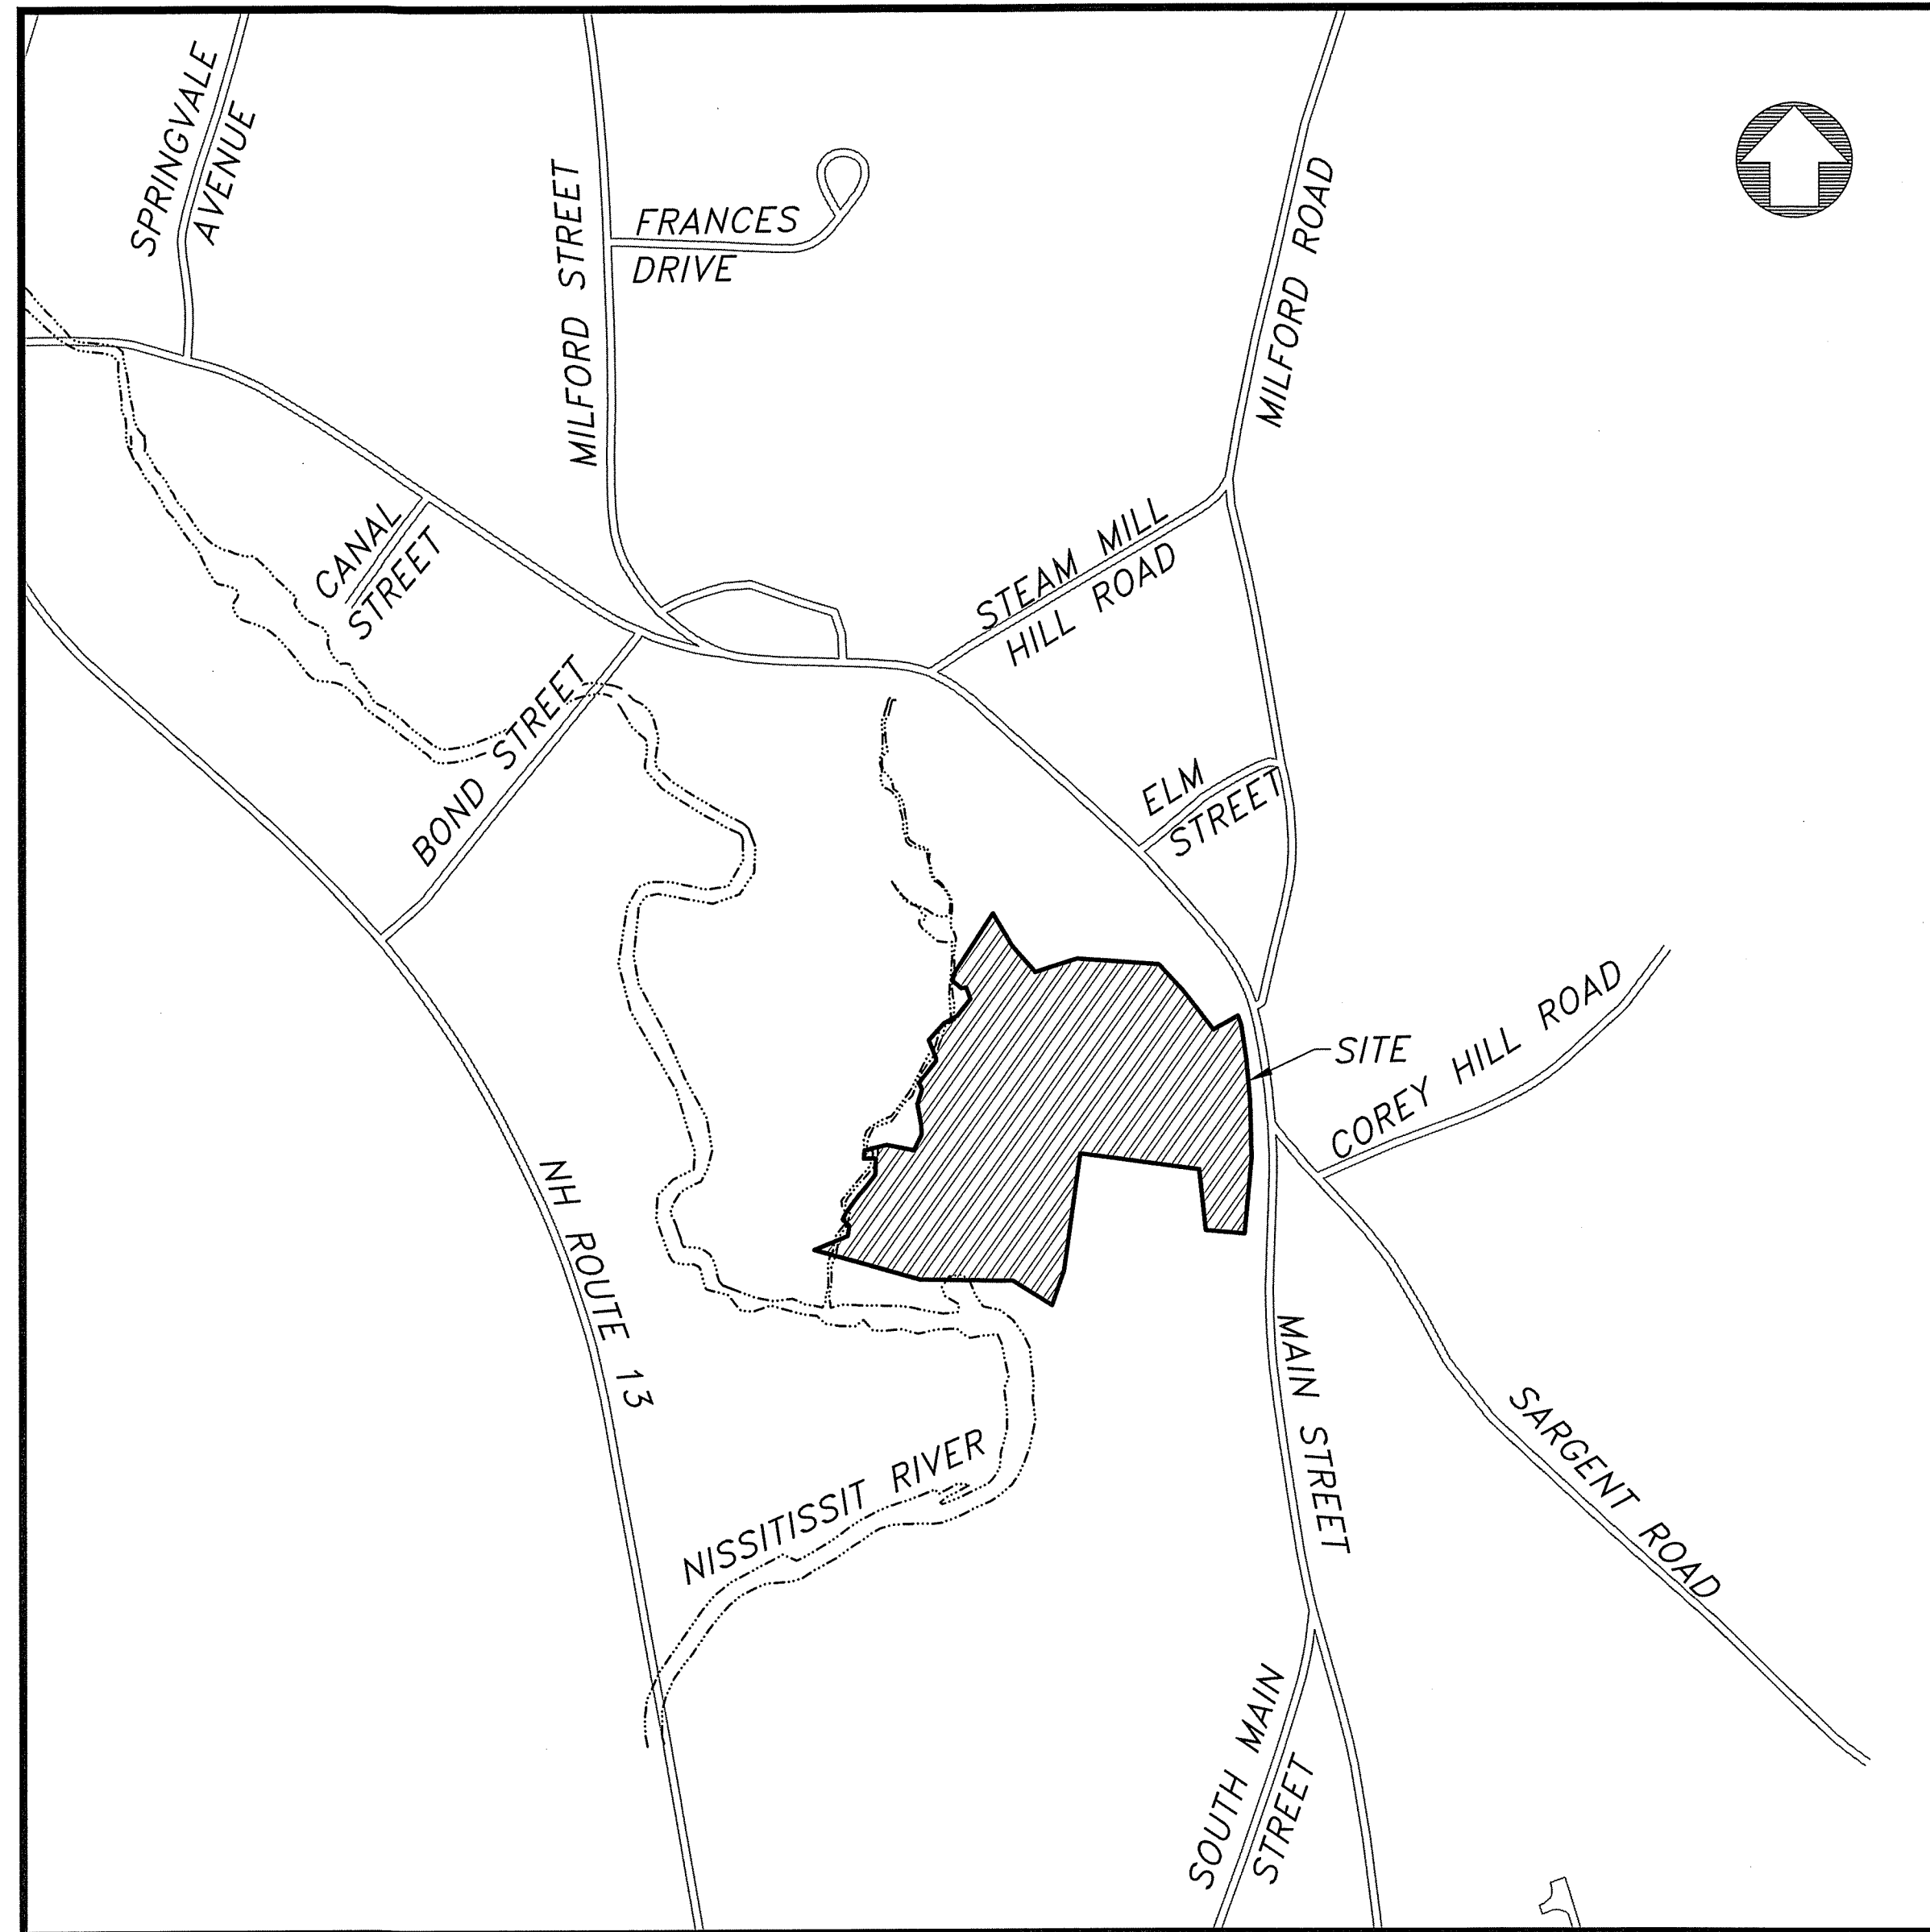 SPRINGVALE
AVENUE
MILFORD STREET
FRANCES
DRIVE
MILFORD ROAD
CANAL
STREET
STEAM MILL
HILL ROAD
BOND STREET
ELM
STREET
SITE
COREY HILL ROAD
NH ROUTE 13
MAIN STREET
NISSITISSIT RIVER
SARGENT ROAD
SOUTH MAIN
STREET